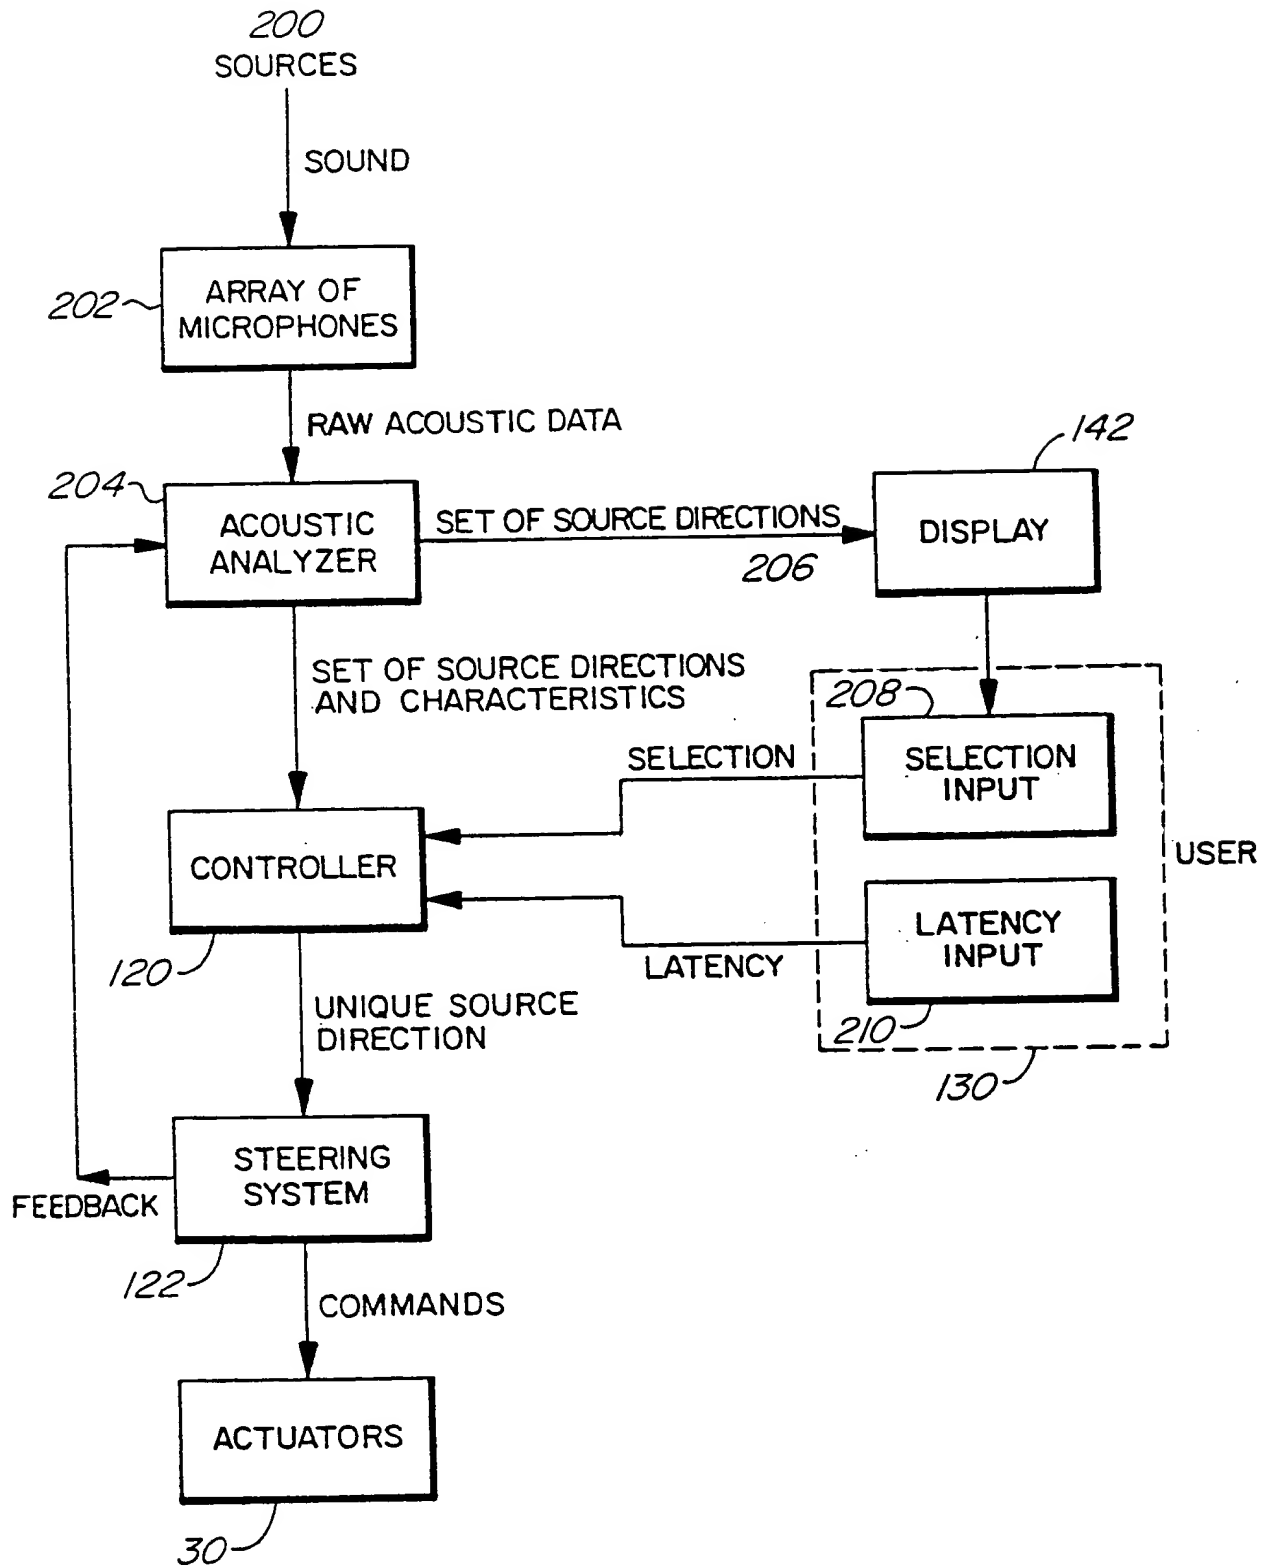 200
SOURCES
SOUND
202
ARRAY OF
MICROPHONES
RAW ACOUSTIC DATA
142
204
ACOUSTIC
ANALYZER
SET OF SOURCE DIRECTIONS
206
DISPLAY
SET OF SOURCE DIRECTIONS
AND CHARACTERISTICS
208
SELECTION
SELECTION
INPUT
CONTROLLER
USER
120
LATENCY
LATENCY
INPUT
210
130
UNIQUE SOURCE
DIRECTION
STEERING
SYSTEM
FEEDBACK
122
COMMANDS
ACTUATORS
30